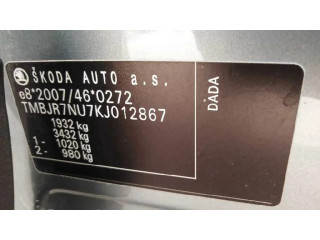 ŠKODA AUTO a.s.
e8*2007/46*0272
TMBJR7NU7KJ012867
1932 kg
3432 kg
1- 1020 kg
2- 980 kg
DÁDA